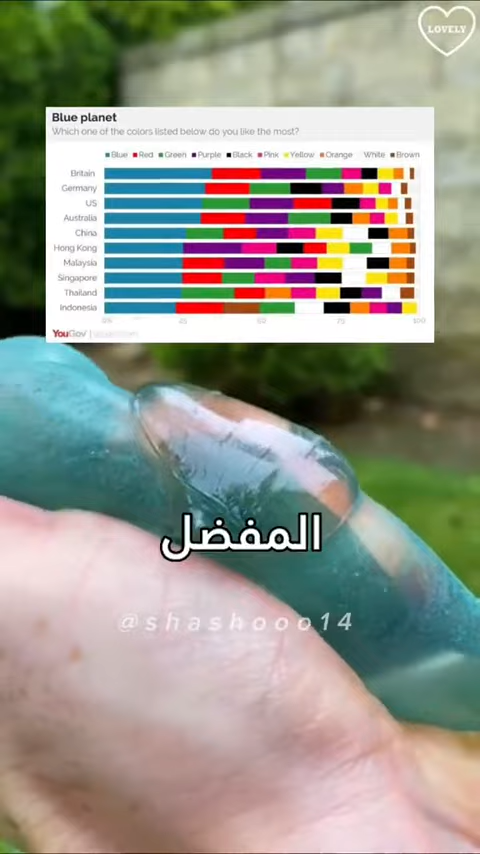 LOVELY
Blue planet
Which one of the colors listed below do you like the most?
Blue Red Green Purple Black Pink Yellow Orange White Brown
Britain
Germany
US
Australia
China
Hong Kong
Malaysia
Singapore
Thailand
Indonesia
0% 25 50 75 100
YouGov
المفضل
@shashooo14